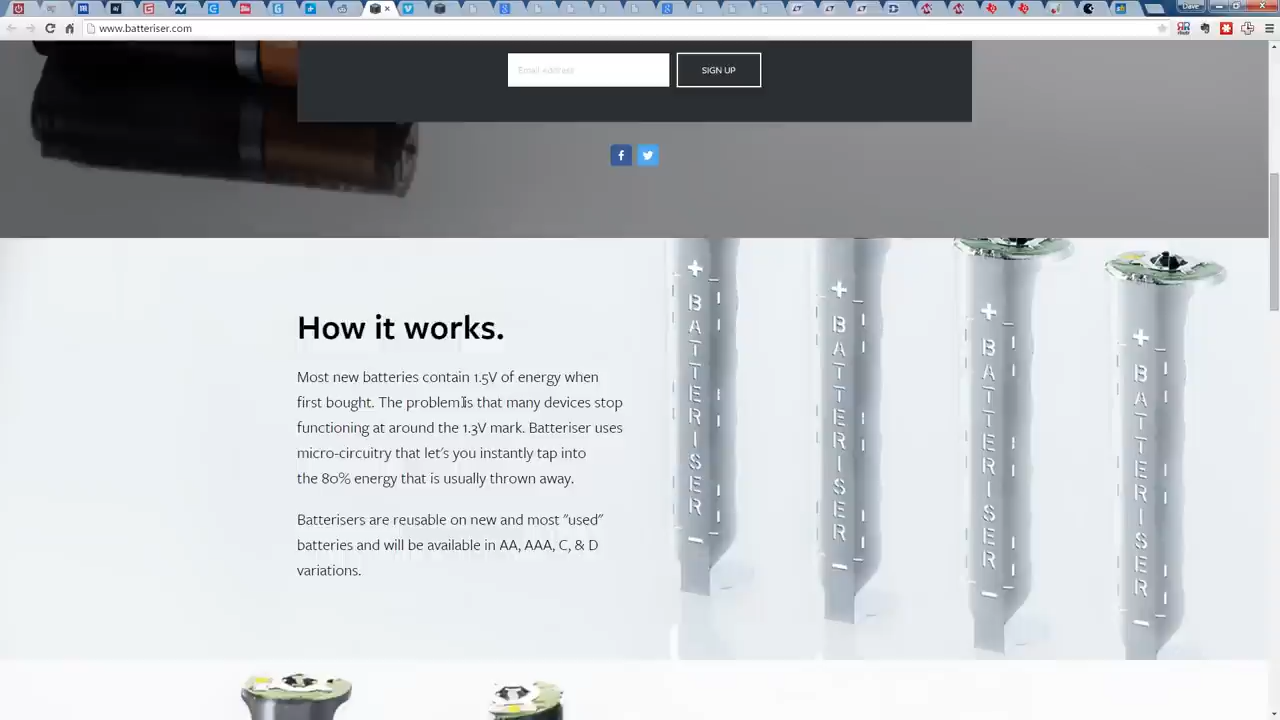 Dave
www.batteriser.com
Email Address
SIGN UP
How it works.
Most new batteries contain 1.5V of energy when
first bought. The problem is that many devices stop
functioning at around the 1.3V mark. Batteriser uses
micro-circuitry that let's you instantly tap into
the 80% energy that is usually thrown away.
Batterisers are reusable on new and most "used"
batteries and will be available in AA, AAA, C, & D
variations.
+ BATTERISER −
+ BATTERISER −
+ BATTERISER −
+ BATTERISER −